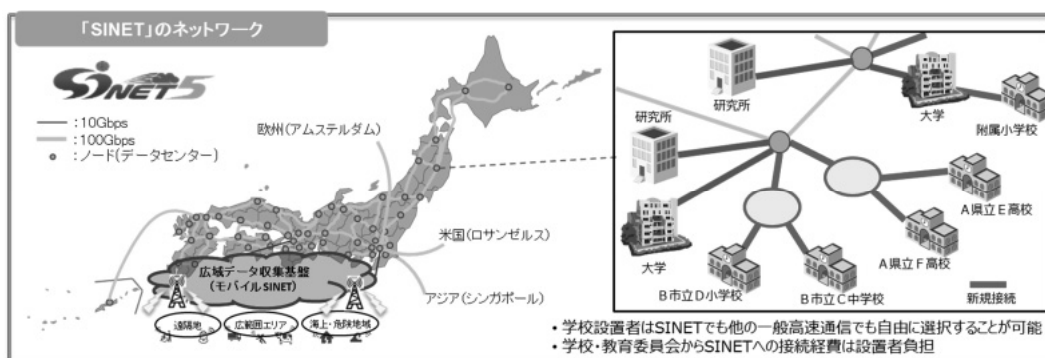 「SINET」のネットワーク
SINET5
:10Gbps
:100Gbps
:ノード(データセンター)
欧州(アムステルダム)
米国(ロサンゼルス)
アジア(シンガポール)
広域データ収集基盤
(モバイルSINET)
遠隔地
広範囲エリア
海上・危険地域
研究所
大学
附属小学校
研究所
大学
A県立E高校
A県立F高校
B市立D小学校
B市立C中学校
新規接続
・学校設置者はSINETでも他の一般高速通信でも自由に選択することが可能
・学校・教育委員会からSINETへの接続経費は設置者負担